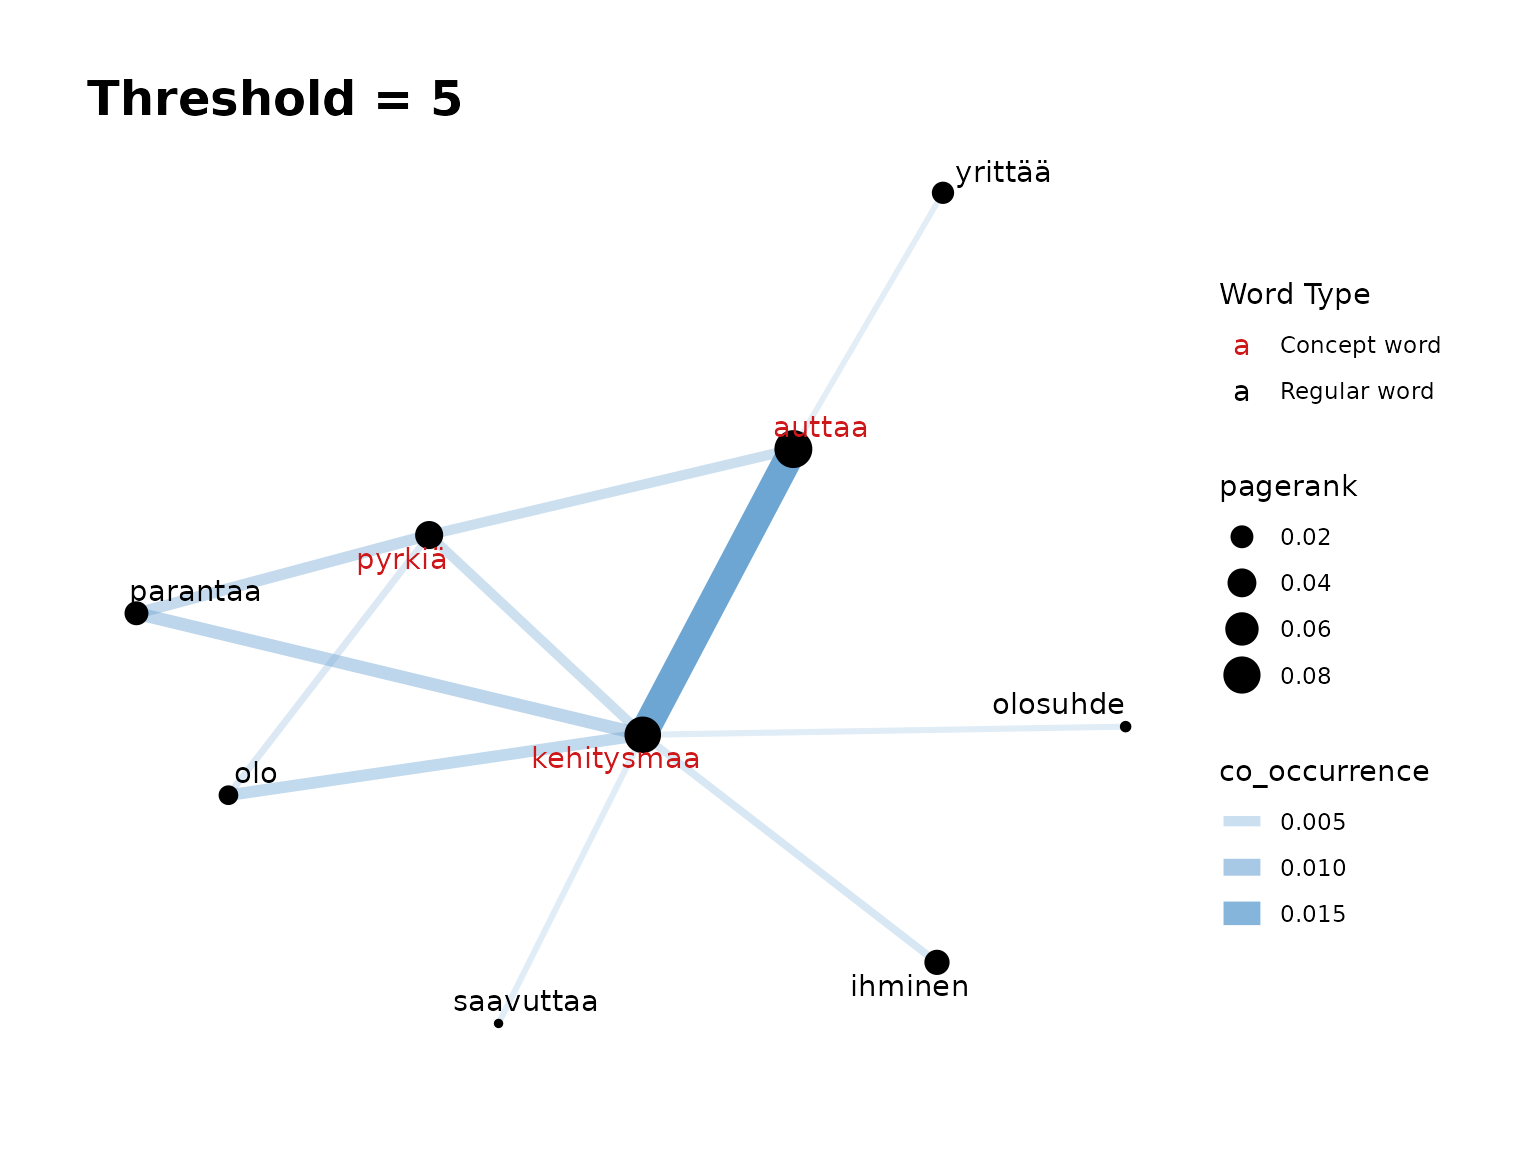 Threshold = 5
yrittää
auttaa
pyrkiä
parantaa
olosuhde
kehitysmaa
olo
ihminen
saavuttaa
Word Type
a Concept word
a Regular word
pagerank
0.02
0.04
0.06
0.08
co_occurrence
0.005
0.010
0.015